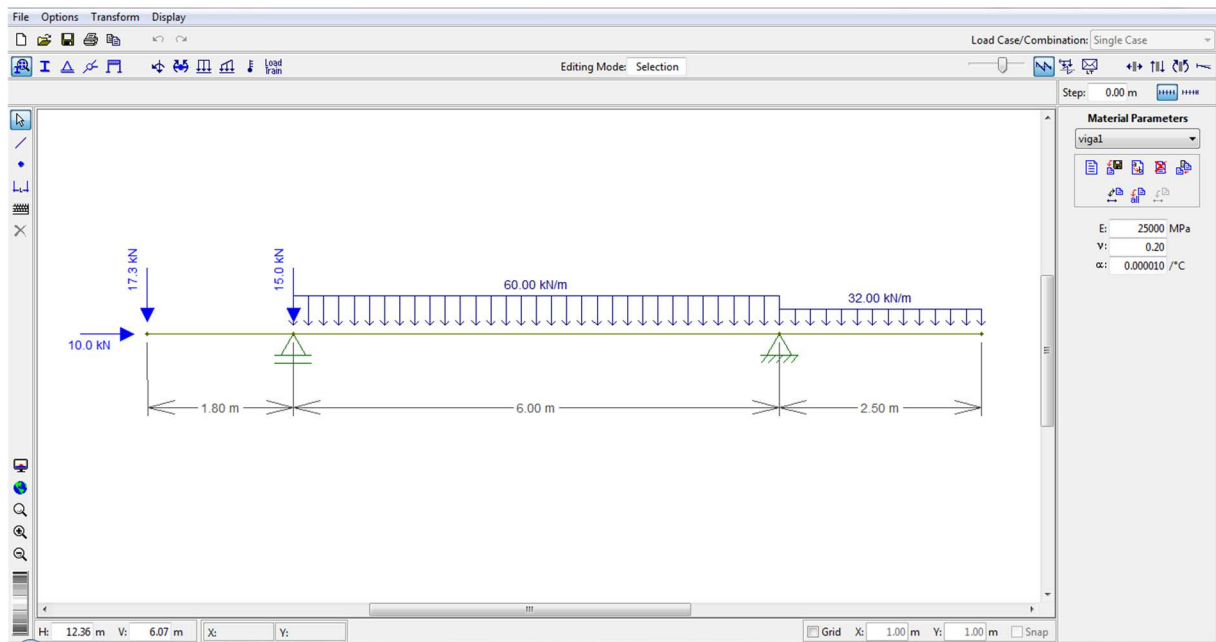 File Options Transform Display
Load Case/Combination: Single Case
Load
Train
Editing Mode: Selection
Step: 0.00 m
Material Parameters
viga1
all
E: 25000 MPa
ν: 0.20
α: 0.000010 /°C
17.3 kN
15.0 kN
60.00 kN/m
32.00 kN/m
10.0 kN
1.80 m
6.00 m
2.50 m
H: 12.36 m V: 6.07 m X: Y: Grid X: 1.00 m Y: 1.00 m Snap